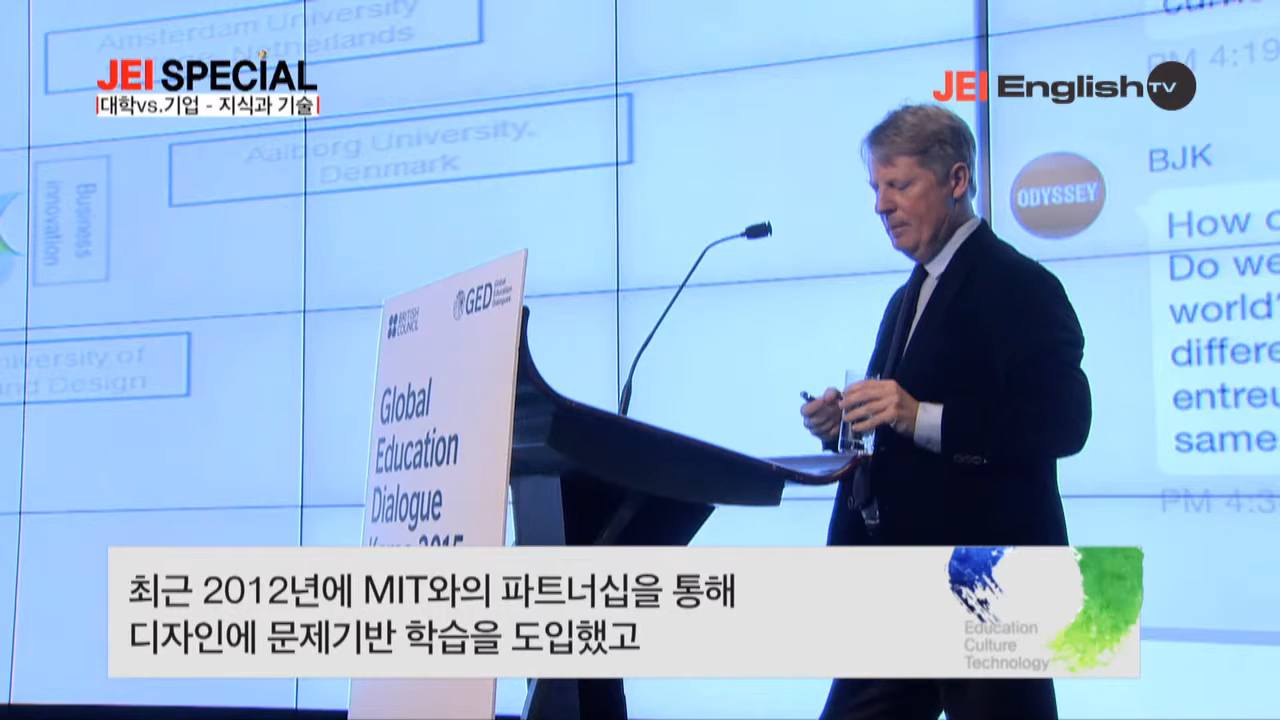 Amsterdam University
Netherlands
JEI SPECIAL
대학vs.기업 - 지식과 기술
JEI English TV
Aalborg University,
Denmark
Business
innovation
University of
and Design
PM 4:19
BJK
ODYSSEY
How
Do we
world'
differe
entreu
same
PM 4:3
BRITISH
COUNCIL
GED
Global
Education
Dialogues
Global
Education
Dialogue
Korea 2015
최근 2012년에 MIT와의 파트너십을 통해
디자인에 문제기반 학습을 도입했고
Education
Culture
Technology